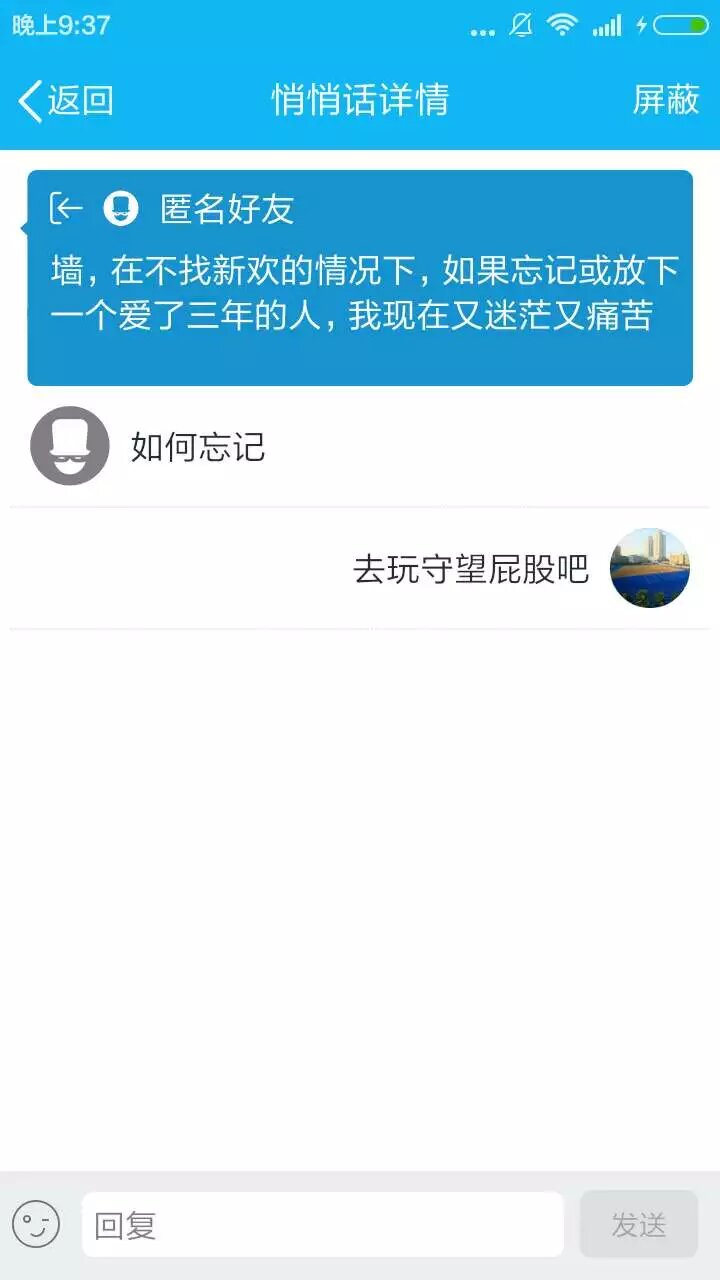 晚上9:37
返回
悄悄话详情
屏蔽
匿名好友
墙，在不找新欢的情况下，如果忘记或放下
一个爱了三年的人，我现在又迷茫又痛苦
如何忘记
去玩守望屁股吧
回复
发送